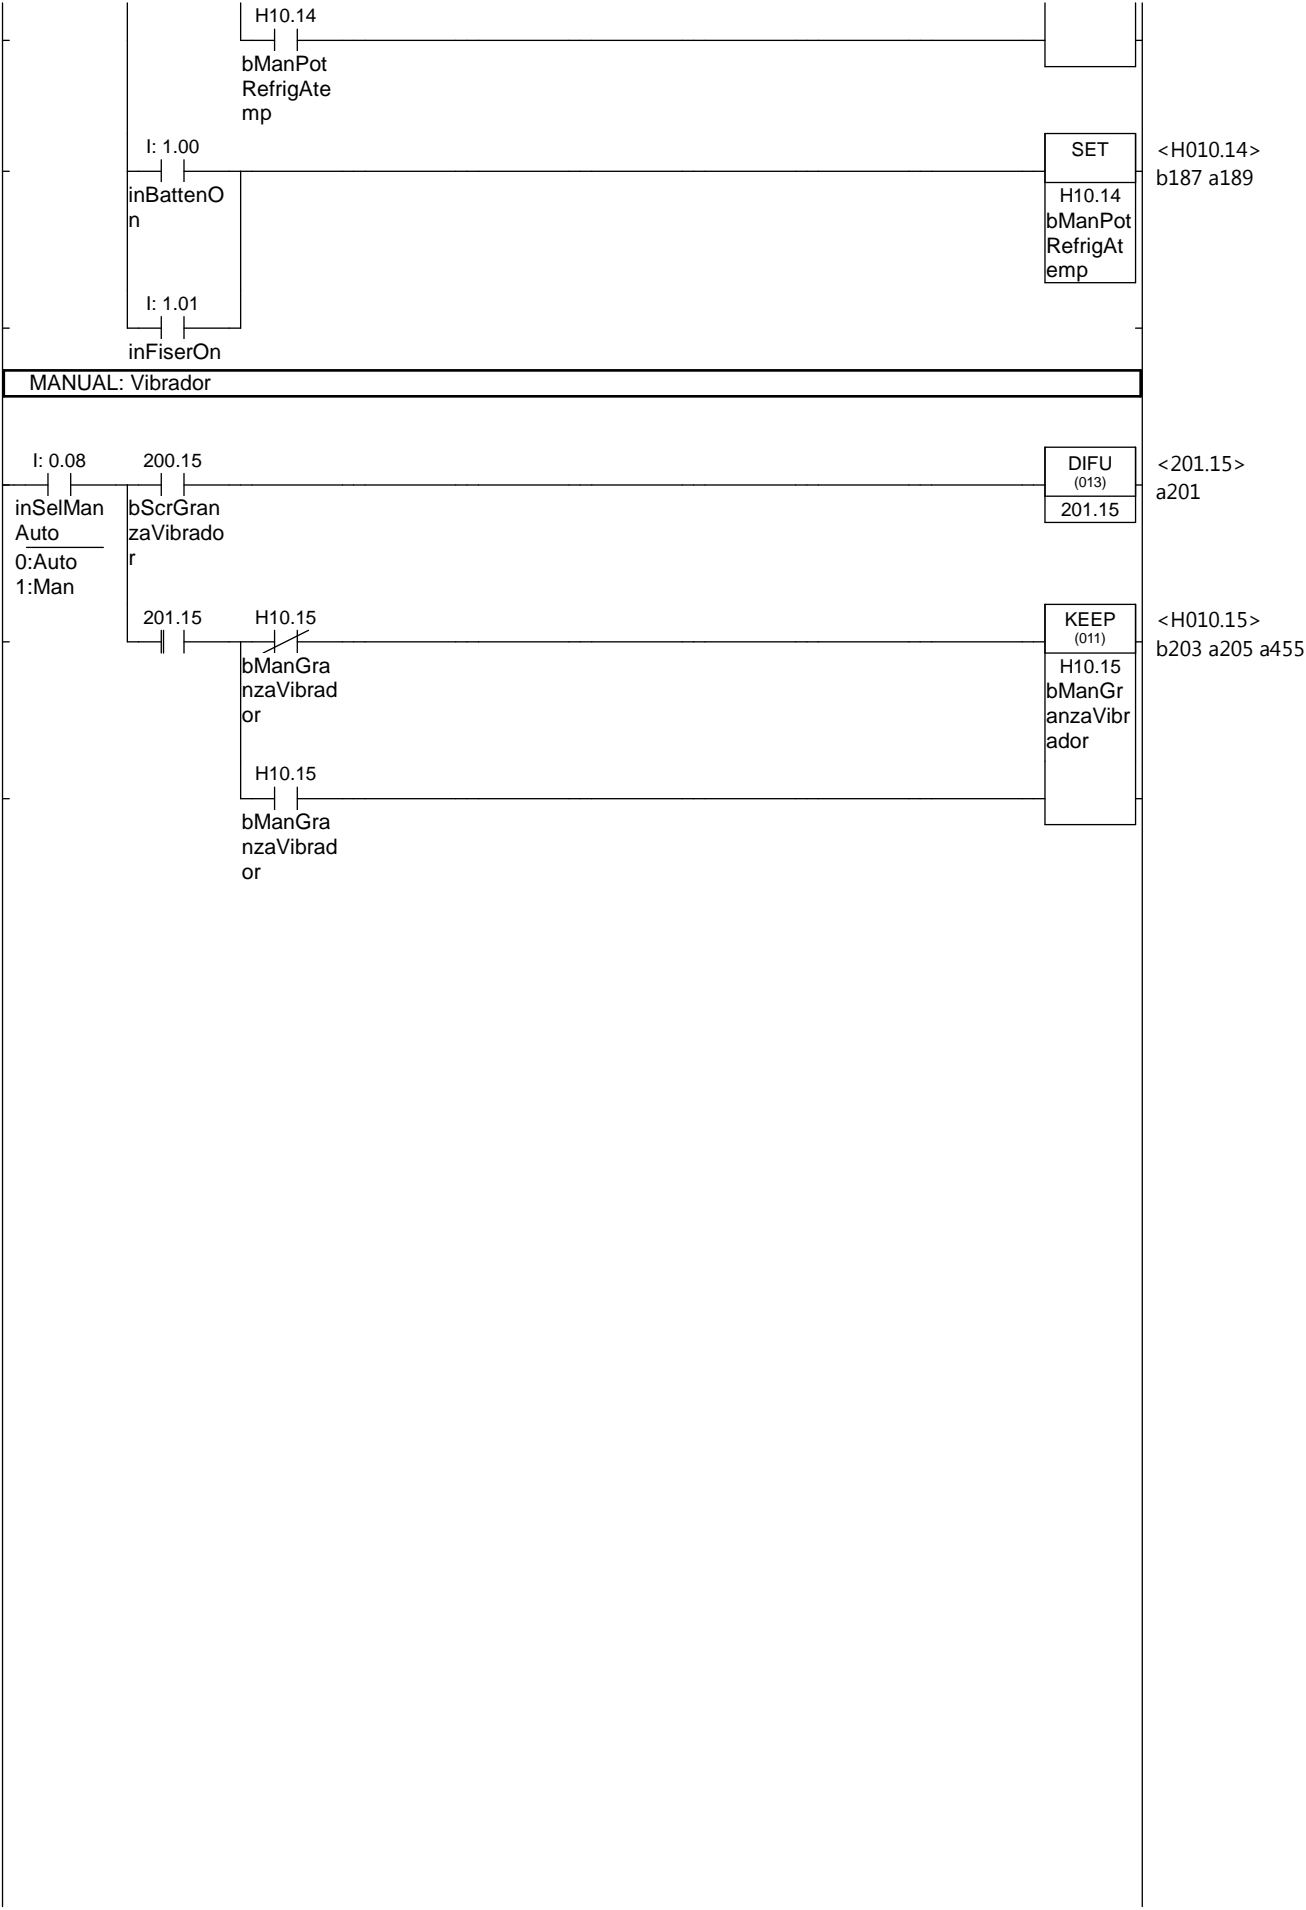 H10.14
bManPot
RefrigAte
mp
I: 1.00
SET
<H010.14>
inBattenO
n
H10.14
bManPot
RefrigAt
emp
b187 a189
I: 1.01
inFiserOn
MANUAL: Vibrador
I: 0.08
200.15
DIFU
(013)
<201.15>
inSelMan
Auto
0:Auto
1:Man
bScrGran
zaVibrado
r
201.15
a201
201.15
H10.15
KEEP
(011)
<H010.15>
bManGra
nzaVibrad
or
H10.15
bManGr
anzaVibr
ador
b203 a205 a455
H10.15
bManGra
nzaVibrad
or